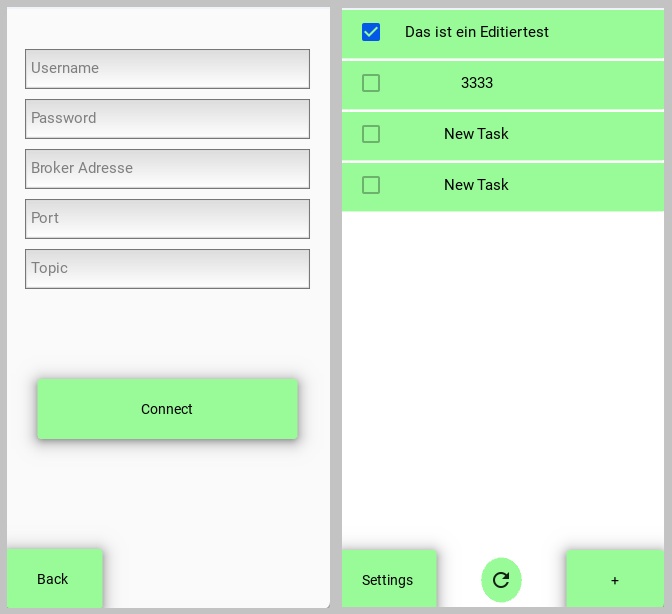 Username
Password
Broker Adresse
Port
Topic
Connect
Back
Das ist ein Editiertest
3333
New Task
New Task
Settings
+